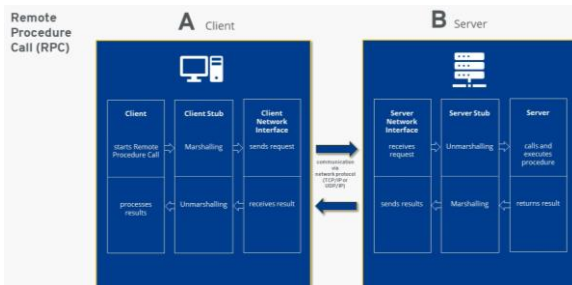 Remote
Procedure
Call (RPC)
A Client
B Server
Client
Client Stub
Client
Network
Interface
starts Remote
Procedure Call
Marshalling
sends request
processes
results
Unmarshalling
receives result
communication
via
network protocol
(TCP/IP or
UDP/IP)
Server
Network
Interface
Server Stub
Server
receives
request
Unmarshalling
calls and
executes
procedure
sends results
Marshalling
returns result